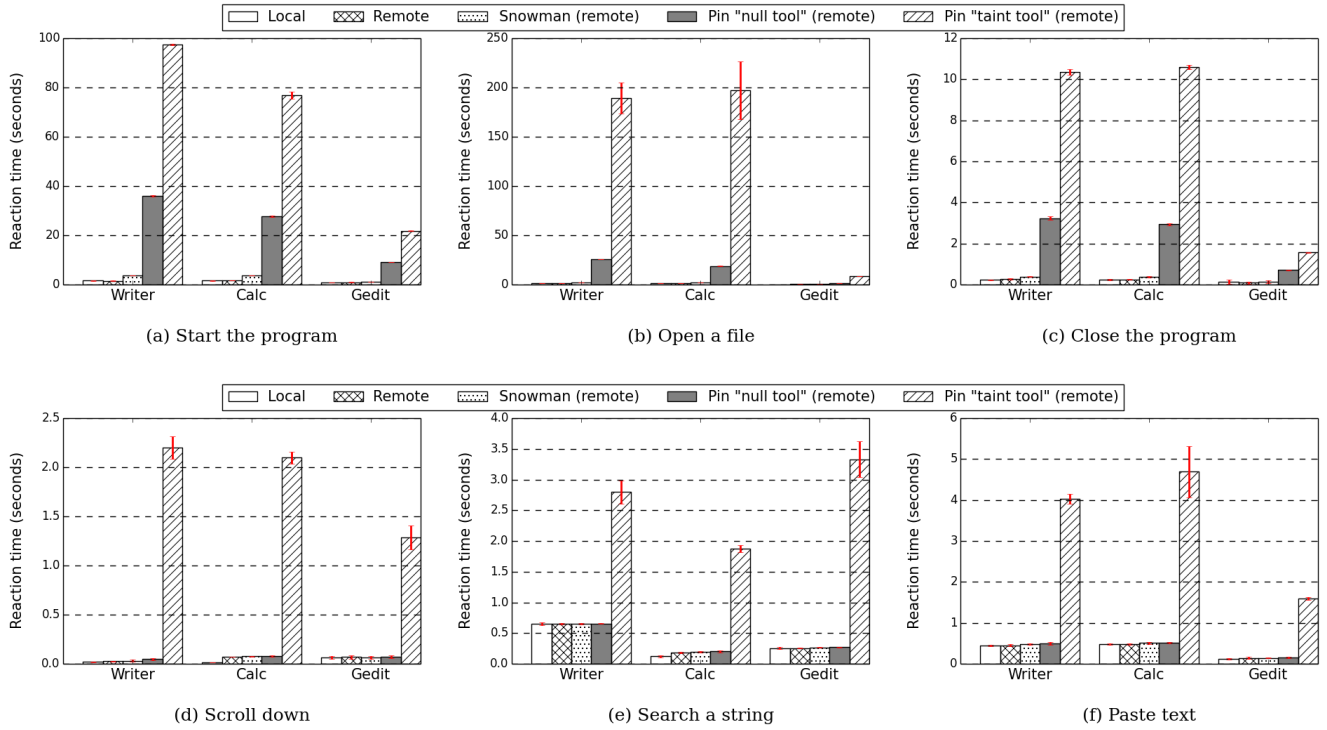 Local Remote Snowman (remote) Pin "null tool" (remote) Pin "taint tool" (remote)
Reaction time (seconds)
100
80
60
40
20
0
Writer Calc Gedit
(a) Start the program
Reaction time (seconds)
250
200
150
100
50
0
Writer Calc Gedit
(b) Open a file
Reaction time (seconds)
12
10
8
6
4
2
0
Writer Calc Gedit
(c) Close the program
Local Remote Snowman (remote) Pin "null tool" (remote) Pin "taint tool" (remote)
Reaction time (seconds)
2.5
2.0
1.5
1.0
0.5
0.0
Writer Calc Gedit
(d) Scroll down
Reaction time (seconds)
4.0
3.5
3.0
2.5
2.0
1.5
1.0
0.5
0.0
Writer Calc Gedit
(e) Search a string
Reaction time (seconds)
6
5
4
3
2
1
0
Writer Calc Gedit
(f) Paste text